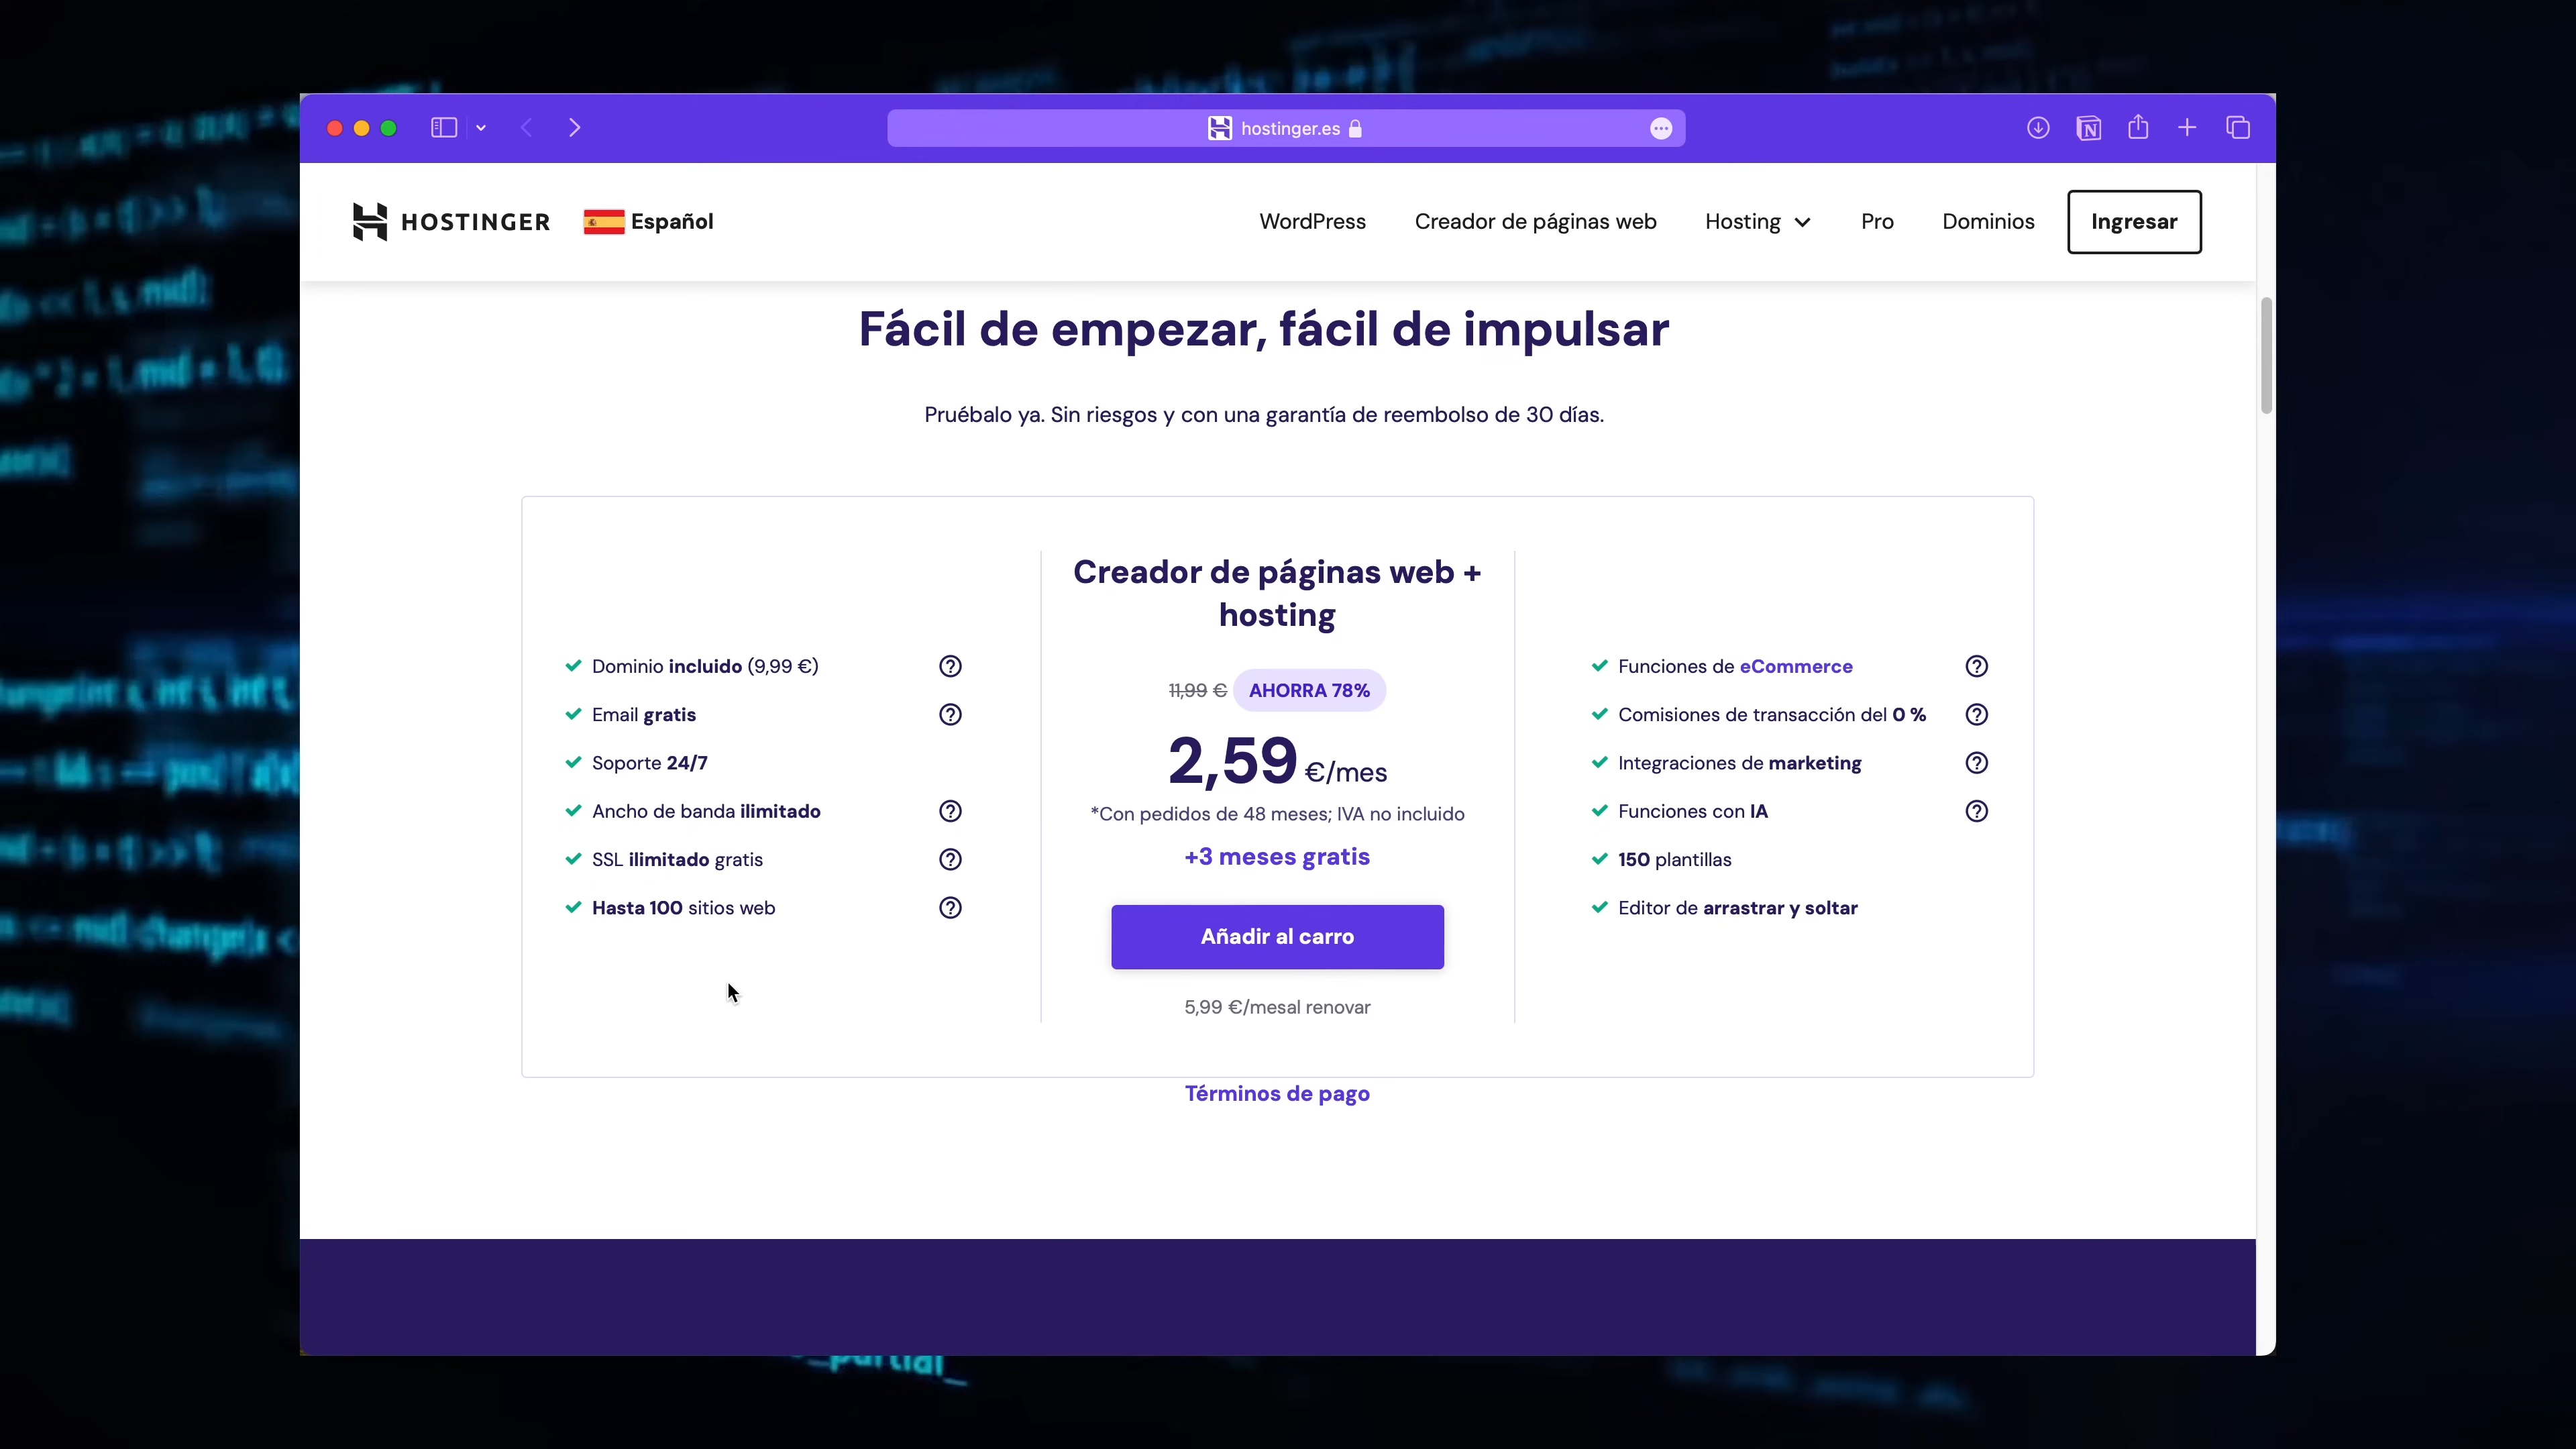 hostinger.es
HOSTINGER
Español
WordPress
Creador de páginas web
Hosting
Pro
Dominios
Ingresar
Fácil de empezar, fácil de impulsar
Pruébalo ya. Sin riesgos y con una garantía de reembolso de 30 días.
Dominio incluido (9,99 €)
Email gratis
Soporte 24/7
Ancho de banda ilimitado
SSL ilimitado gratis
Hasta 100 sitios web
Creador de páginas web +
hosting
11,99 € AHORRA 78%
2,59 €/mes
*Con pedidos de 48 meses; IVA no incluido
+3 meses gratis
Añadir al carro
5,99 €/mesal renovar
Funciones de eCommerce
Comisiones de transacción del 0 %
Integraciones de marketing
Funciones con IA
150 plantillas
Editor de arrastrar y soltar
Términos de pago